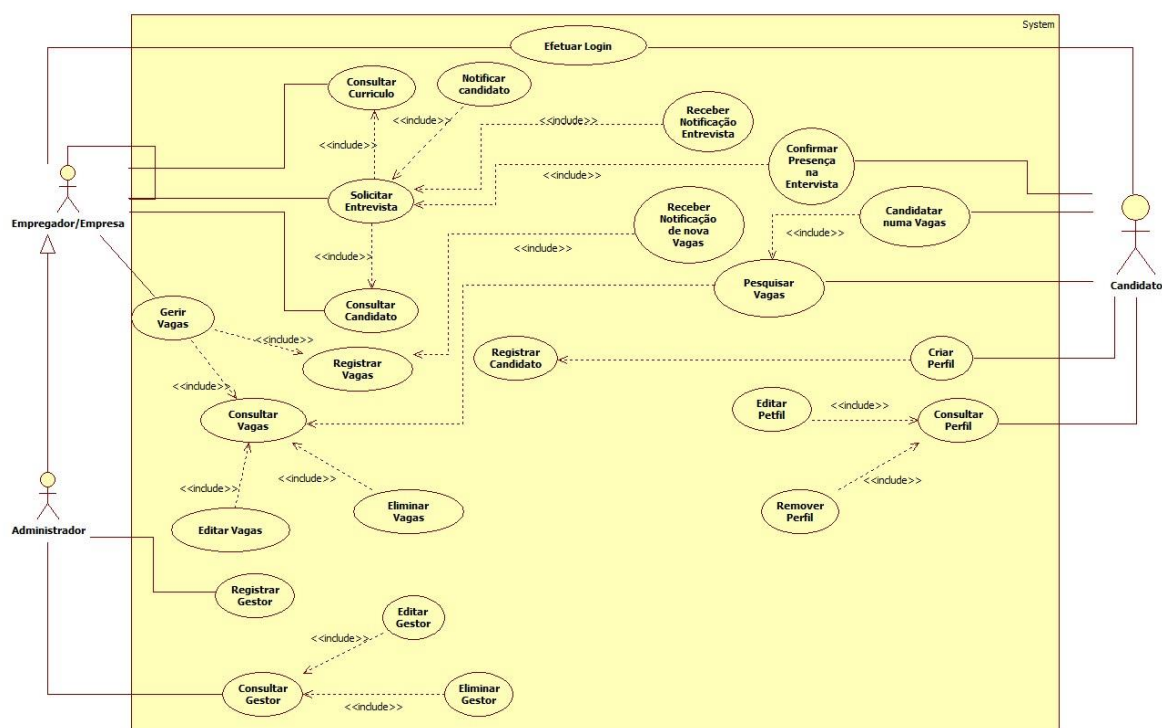 System
Efetuar Login
Consultar
Curriculo
Notificar
candidato
<<include>>
<<include>>
<<include>>
Receber
Notificação
Entrevista
Confirmar
Presença
na
Entervista
<<include>>
Solicitar
Entrevista
Empregador/Empresa
Receber
Notificação
de nova
Vagas
Candidatar
numa Vagas
<<include>>
<<include>>
<<include>>
Pesquisar
Vagas
Candidato
Gerir
Vagas
Consultar
Candidato
<<include>>
Registrar
Vagas
Registrar
Candidato
Criar
Perfil
<<include>>
Consultar
Vagas
Editar
Petfil
<<include>>
Consultar
Perfil
<<include>>
<<include>>
<<include>>
Eliminar
Vagas
Remover
Perfil
Editar Vagas
Administrador
Registrar
Gestor
Editar
Gestor
<<include>>
Consultar
Gestor
<<include>>
Eliminar
Gestor